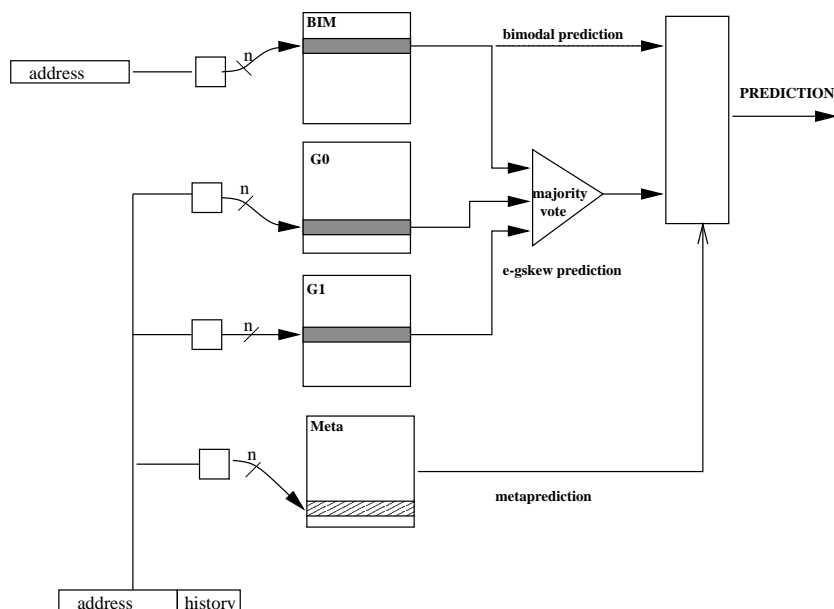 BIM
bimodal prediction
n
address
PREDICTION
G0
n
majority
vote
e-gskew prediction
G1
n
Meta
n
metaprediction
address
history